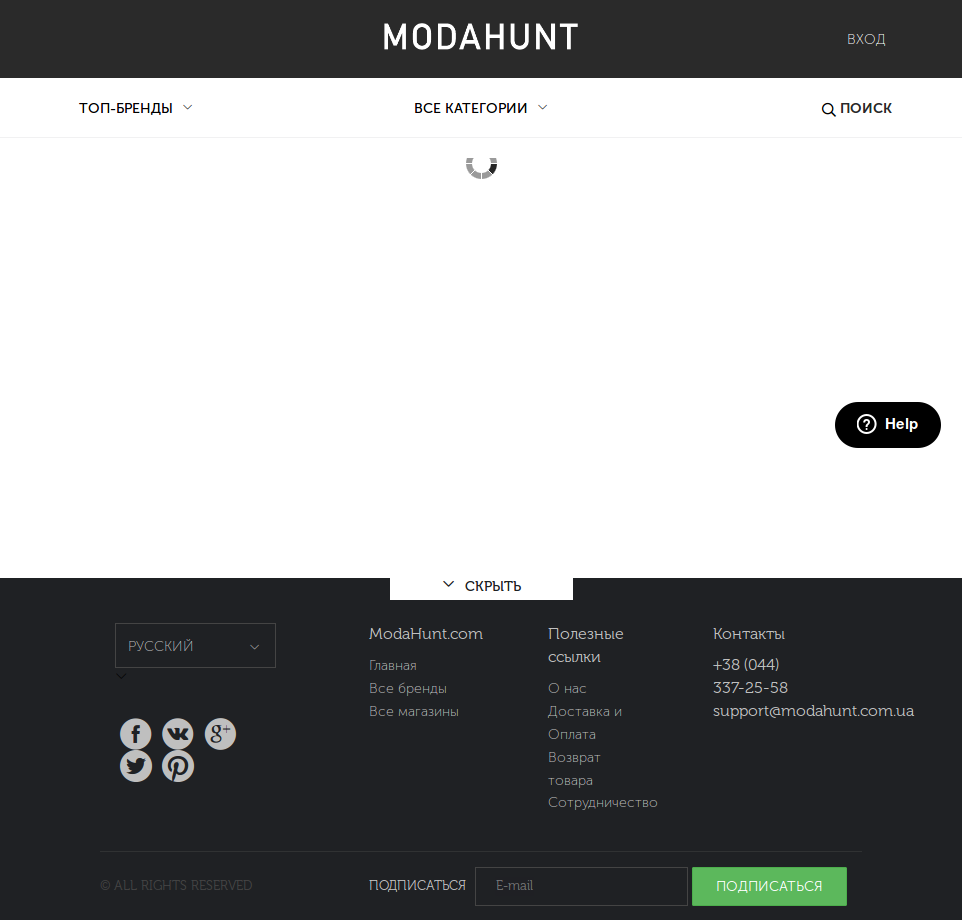 MODAHUNT
ВХОД
ТОП-БРЕНДЫ
ВСЕ КАТЕГОРИИ
ПОИСК
Help
СКРЫТЬ
РУССКИЙ
ModaHunt.com
Главная
Все бренды
Все магазины
Полезные
ссылки
О нас
Доставка и
Оплата
Возврат
товара
Сотрудничество
Контакты
+38 (044)
337-25-58
support@modahunt.com.ua
© ALL RIGHTS RESERVED
ПОДПИСАТЬСЯ
E-mail
ПОДПИСАТЬСЯ